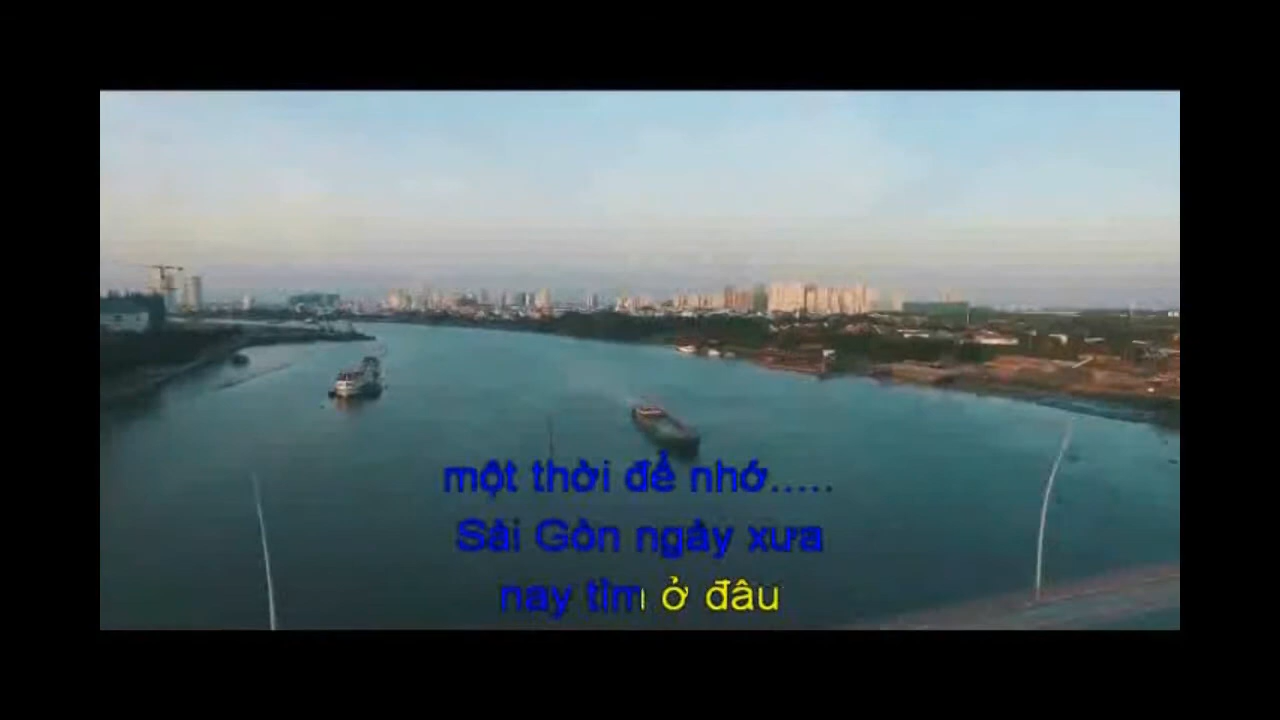 một thời để nhớ.....
Sài Gòn ngày xưa
nay tìm ở đâu